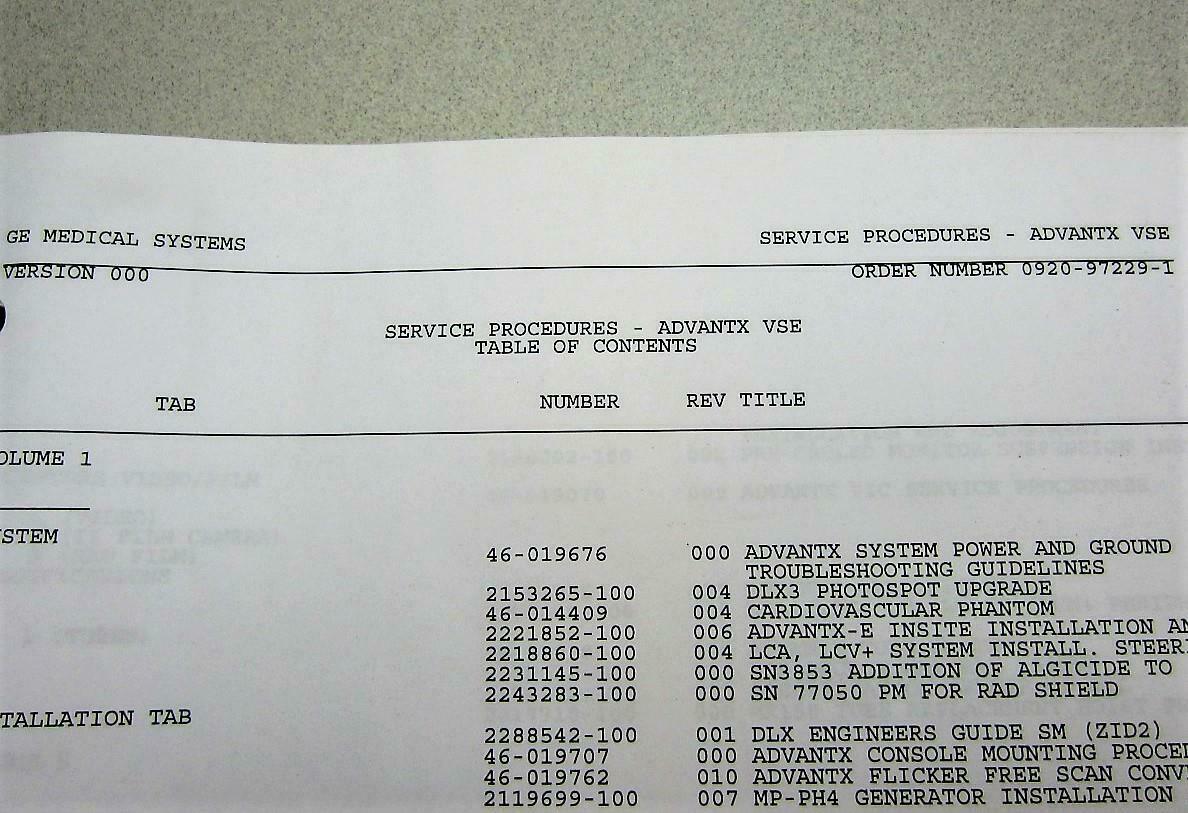 GE MEDICAL SYSTEMS SERVICE PROCEDURES - ADVANTX VSE
VERSION 000 ORDER NUMBER 0920-97229-1
SERVICE PROCEDURES - ADVANTX VSE
TABLE OF CONTENTS
TAB NUMBER REV TITLE
OLUME 1
STEM
46-019676 000 ADVANTX SYSTEM POWER AND GROUND
TROUBLESHOOTING GUIDELINES
2153265-100 004 DLX3 PHOTOSPOT UPGRADE
46-014409 004 CARDIOVASCULAR PHANTOM
2221852-100 006 ADVANTX-E INSITE INSTALLATION AN
2218860-100 004 LCA, LCV+ SYSTEM INSTALL. STEER
2231145-100 000 SN3853 ADDITION OF ALGICIDE TO
2243283-100 000 SN 77050 PM FOR RAD SHIELD
TALLATION TAB
2288542-100 001 DLX ENGINEERS GUIDE SM (ZID2)
46-019707 000 ADVANTX CONSOLE MOUNTING PROCED
46-019762 010 ADVANTX FLICKER FREE SCAN CONV
2119699-100 007 MP-PH4 GENERATOR INSTALLATION